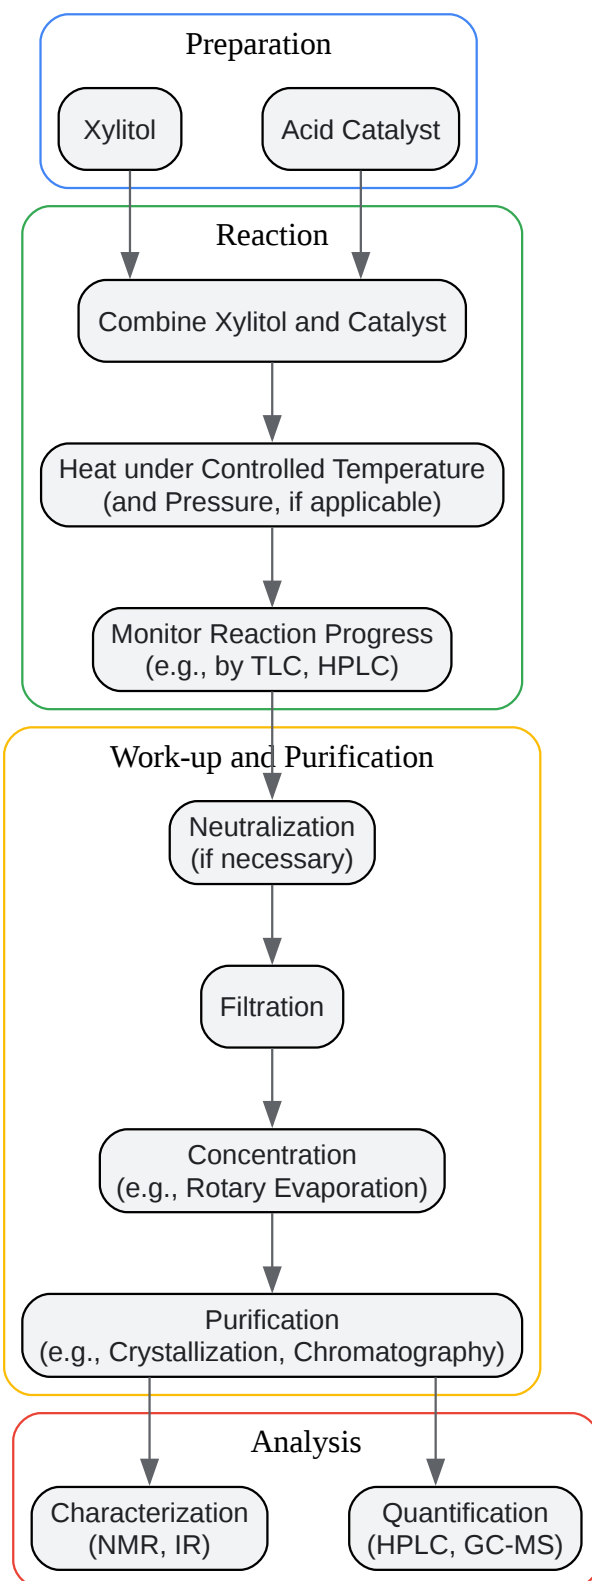 Preparation
Xylitol
Acid Catalyst
Reaction
Combine Xylitol and Catalyst
Heat under Controlled Temperature
(and Pressure, if applicable)
Monitor Reaction Progress
(e.g., by TLC, HPLC)
Work-up and Purification
Neutralization
(if necessary)
Filtration
Concentration
(e.g., Rotary Evaporation)
Purification
(e.g., Crystallization, Chromatography)
Analysis
Characterization
(NMR, IR)
Quantification
(HPLC, GC-MS)